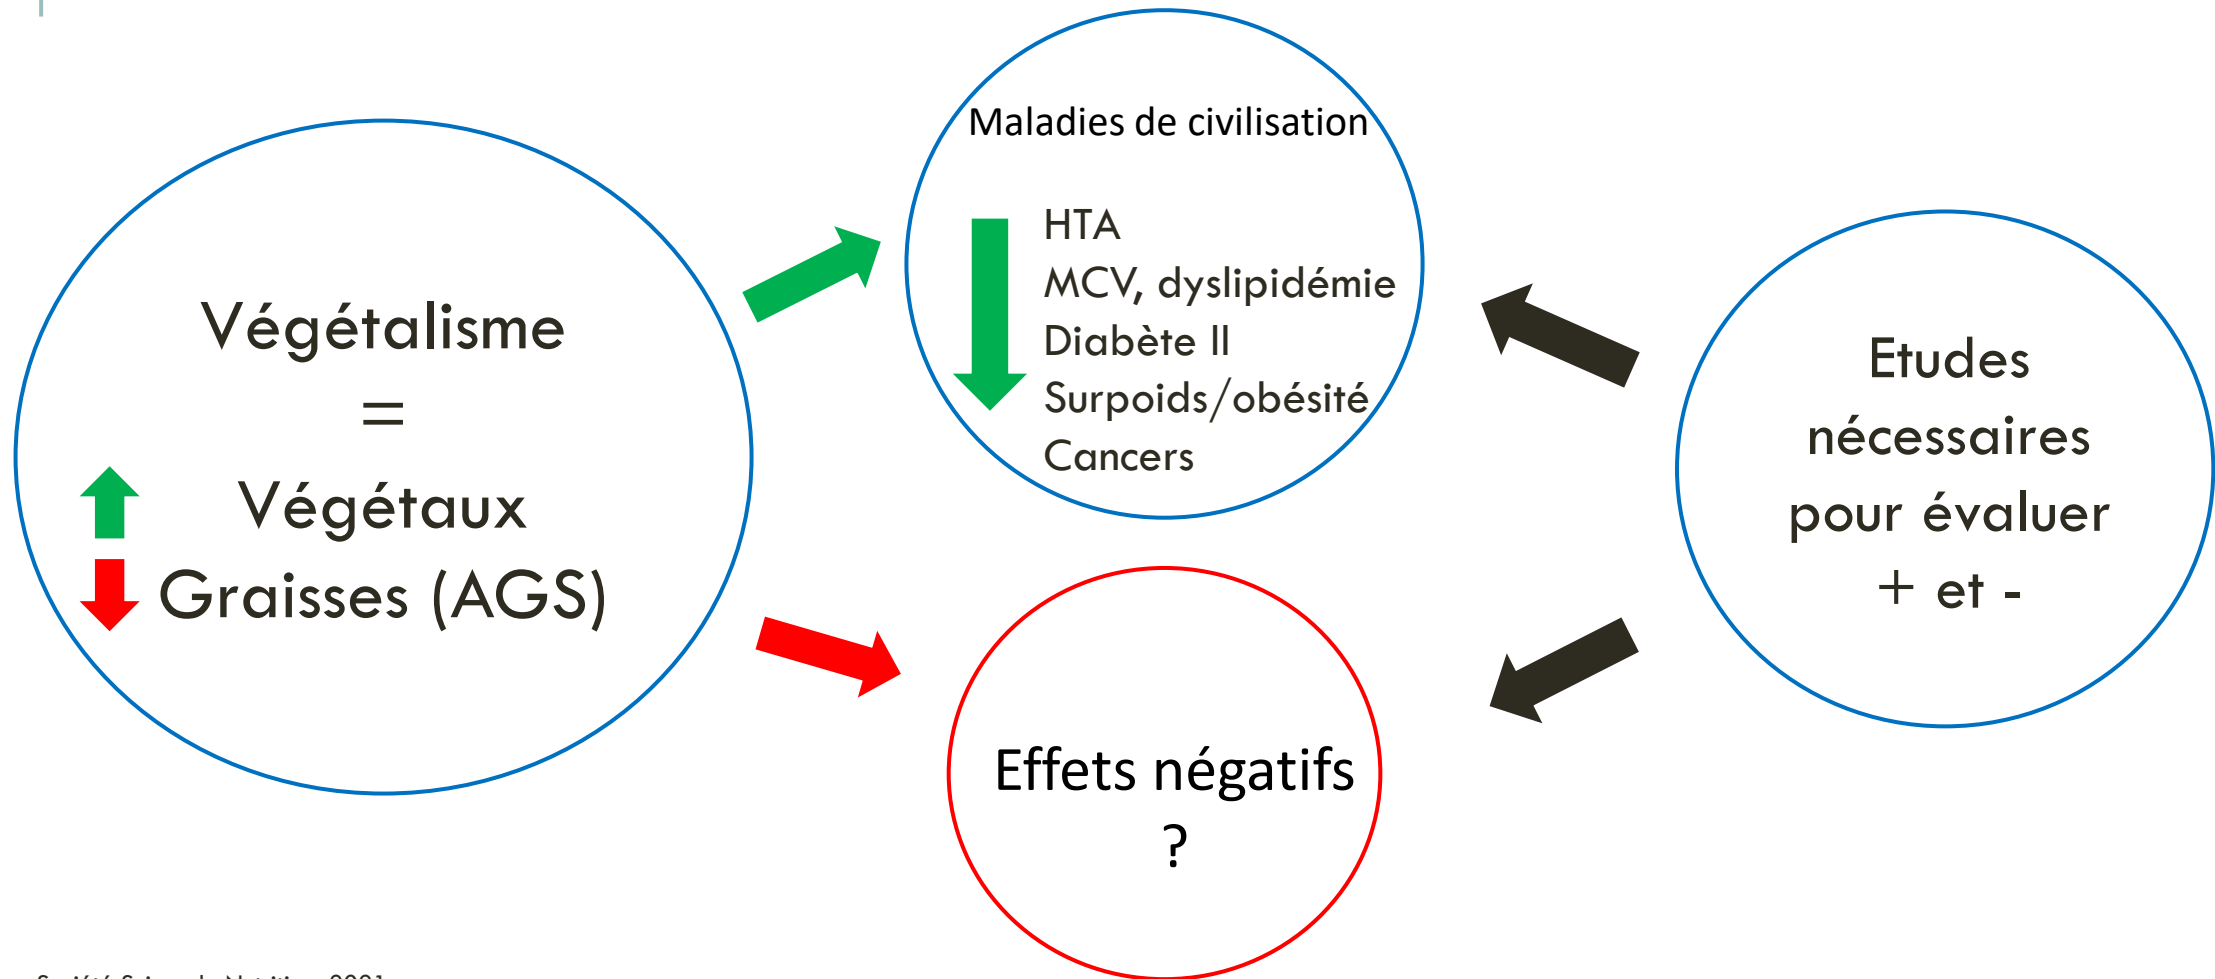 Végétalisme
=
Végétaux
Graisses (AGS)
Maladies de civilisation
HTA
MCV, dyslipidémie
Diabète II
Surpoids/obésité
Cancers
Effets négatifs
?
Etudes
nécessaires
pour évaluer
+ et -